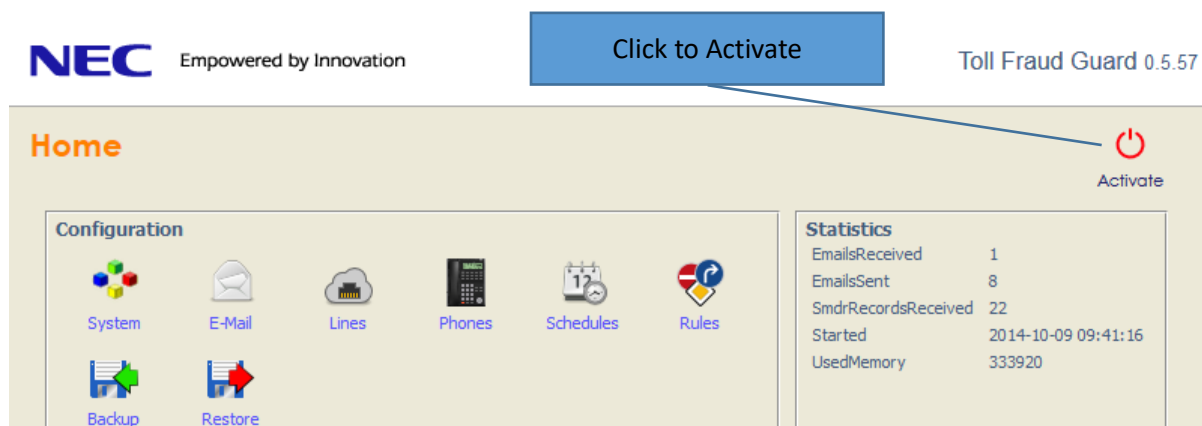 NEC Empowered by Innovation
Click to Activate
Toll Fraud Guard 0.5.57
Home
Activate
Configuration
System E-Mail Lines Phones Schedules Rules
Backup Restore
Statistics
EmailsReceived 1
EmailsSent 8
SmdrRecordsReceived 22
Started 2014-10-09 09:41:16
UsedMemory 333920
12